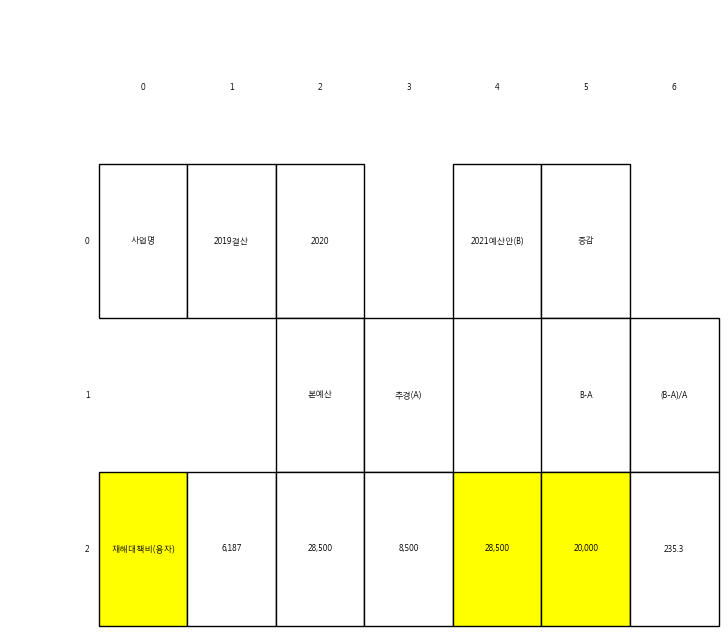 0 1 2 3 4 5 6
0 사업명 2019결산 2020 2021예산안(B) 증감
1 본예산 추경(A) B-A (B-A)/A
2 재해대책비(융자) 6,187 28,500 8,500 28,500 20,000 235.3